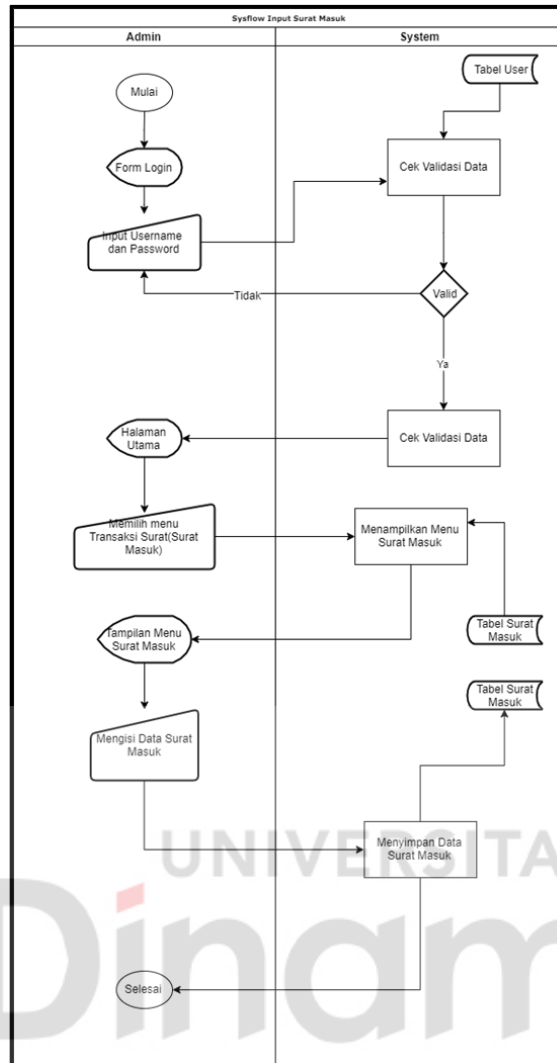 Sysflow Input Surat Masuk
Admin
System
Tabel User
Mulai
Form Login
Cek Validasi Data
Input Username
dan Password
Valid
Tidak
Ya
Halaman
Utama
Cek Validasi Data
Memilih menu
Transaksi Surat(Surat
Masuk)
Menampilkan Menu
Surat Masuk
Tabel Surat
Masuk
Tampilan Menu
Surat Masuk
Tabel Surat
Masuk
Mengisi Data Surat
Masuk
Menyimpan Data
Surat Masuk
UNIVERSITA
Dinam
Selesai